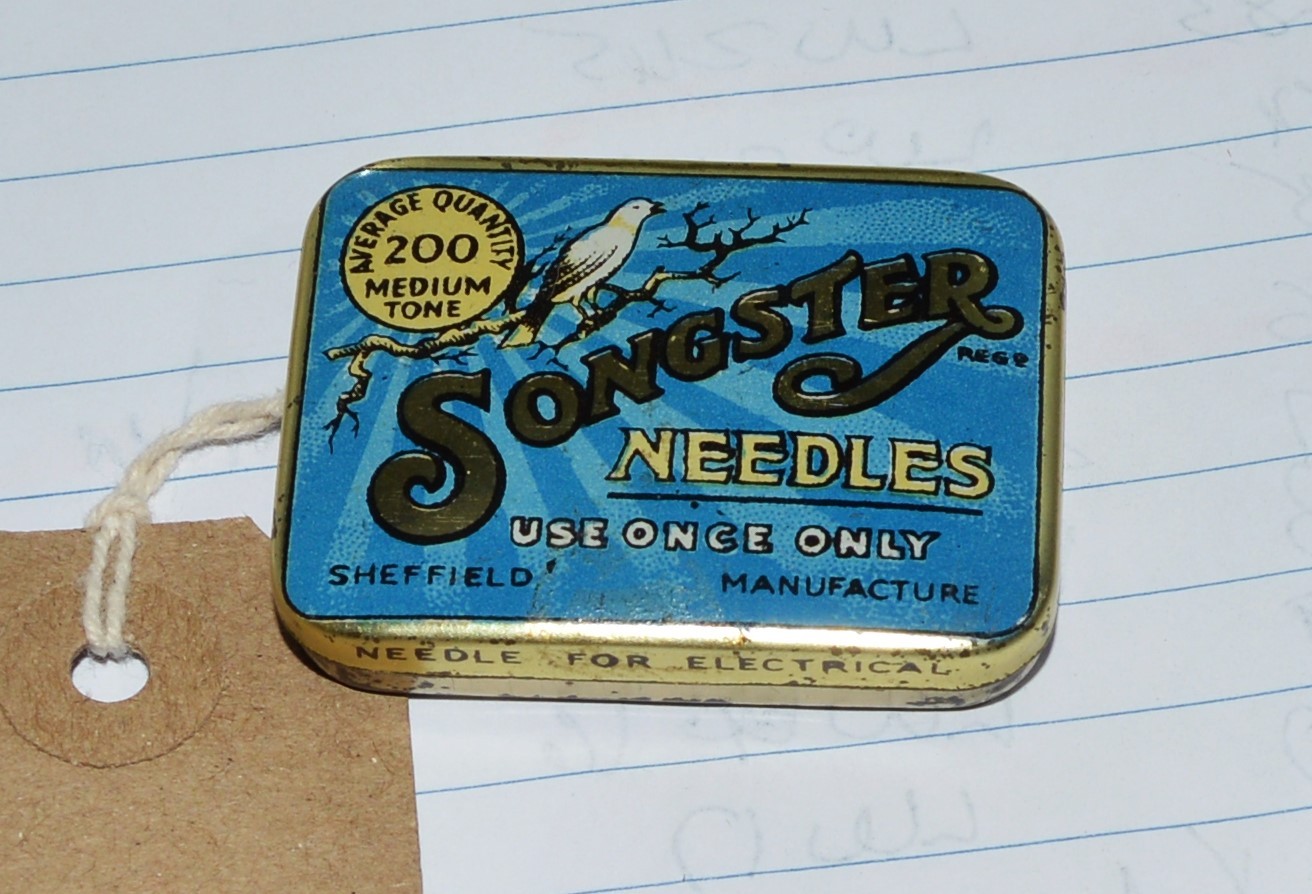 AVERAGE QUANTITY
200
MEDIUM
TONE
SONGSTER
REGD
NEEDLES
USE ONCE ONLY
SHEFFIELD MANUFACTURE
NEEDLE FOR ELECTRICAL